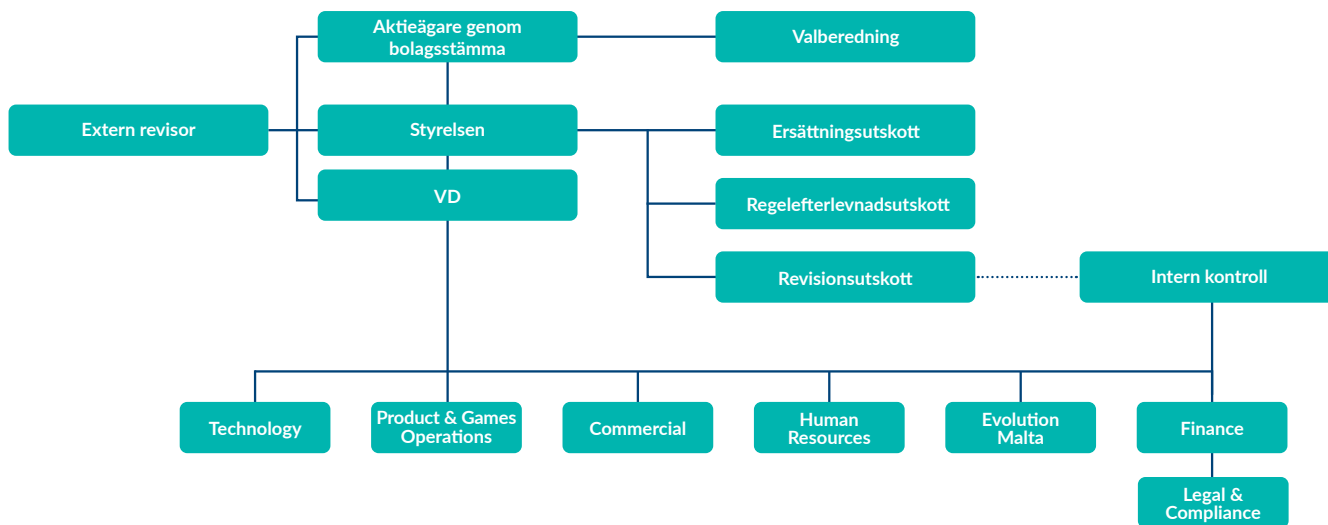 Aktieägare genom
bolagsstämma
Valberedning
Extern revisor
Styrelsen
Ersättningsutskott
VD
Regelefterlevnadsutskott
Revisionsutskott
Intern kontroll
Technology
Product & Games
Operations
Commercial
Human
Resources
Evolution
Malta
Finance
Legal &
Compliance